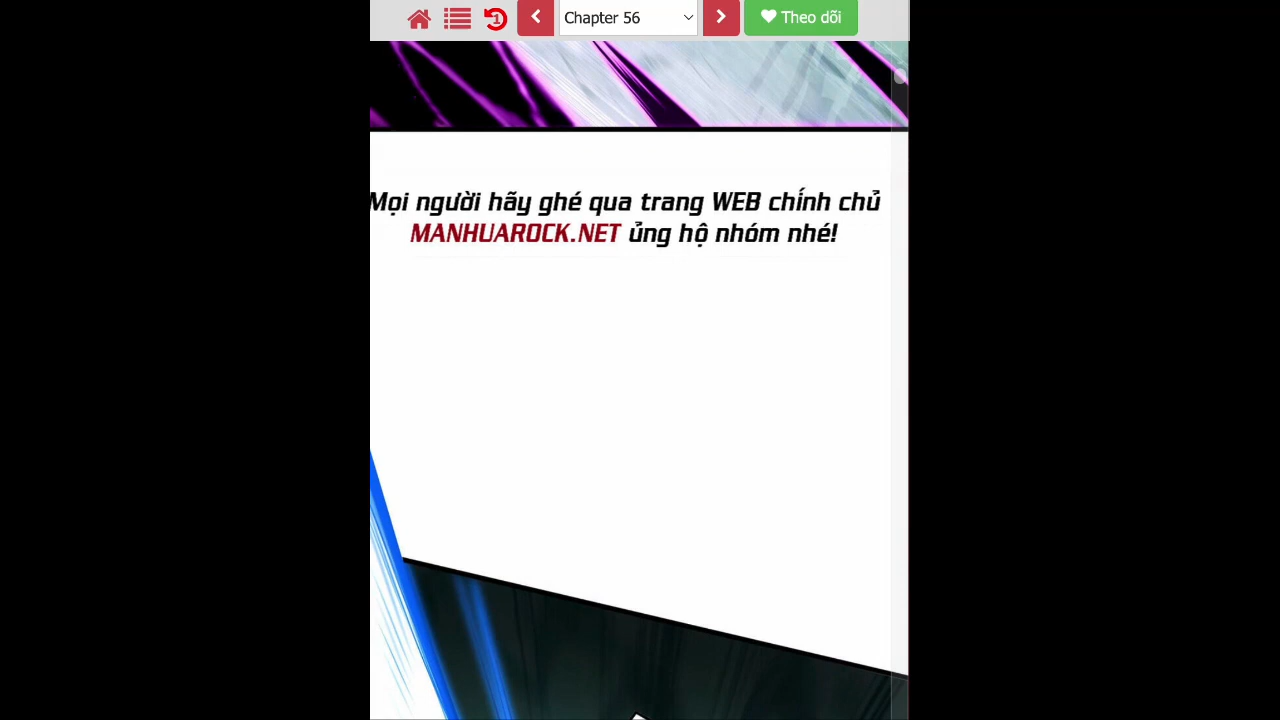 1
Chapter 56
Theo dõi
Mọi người hãy ghé qua trang WEB chính chủ
MANHUAROCK.NET ủng hộ nhóm nhé!